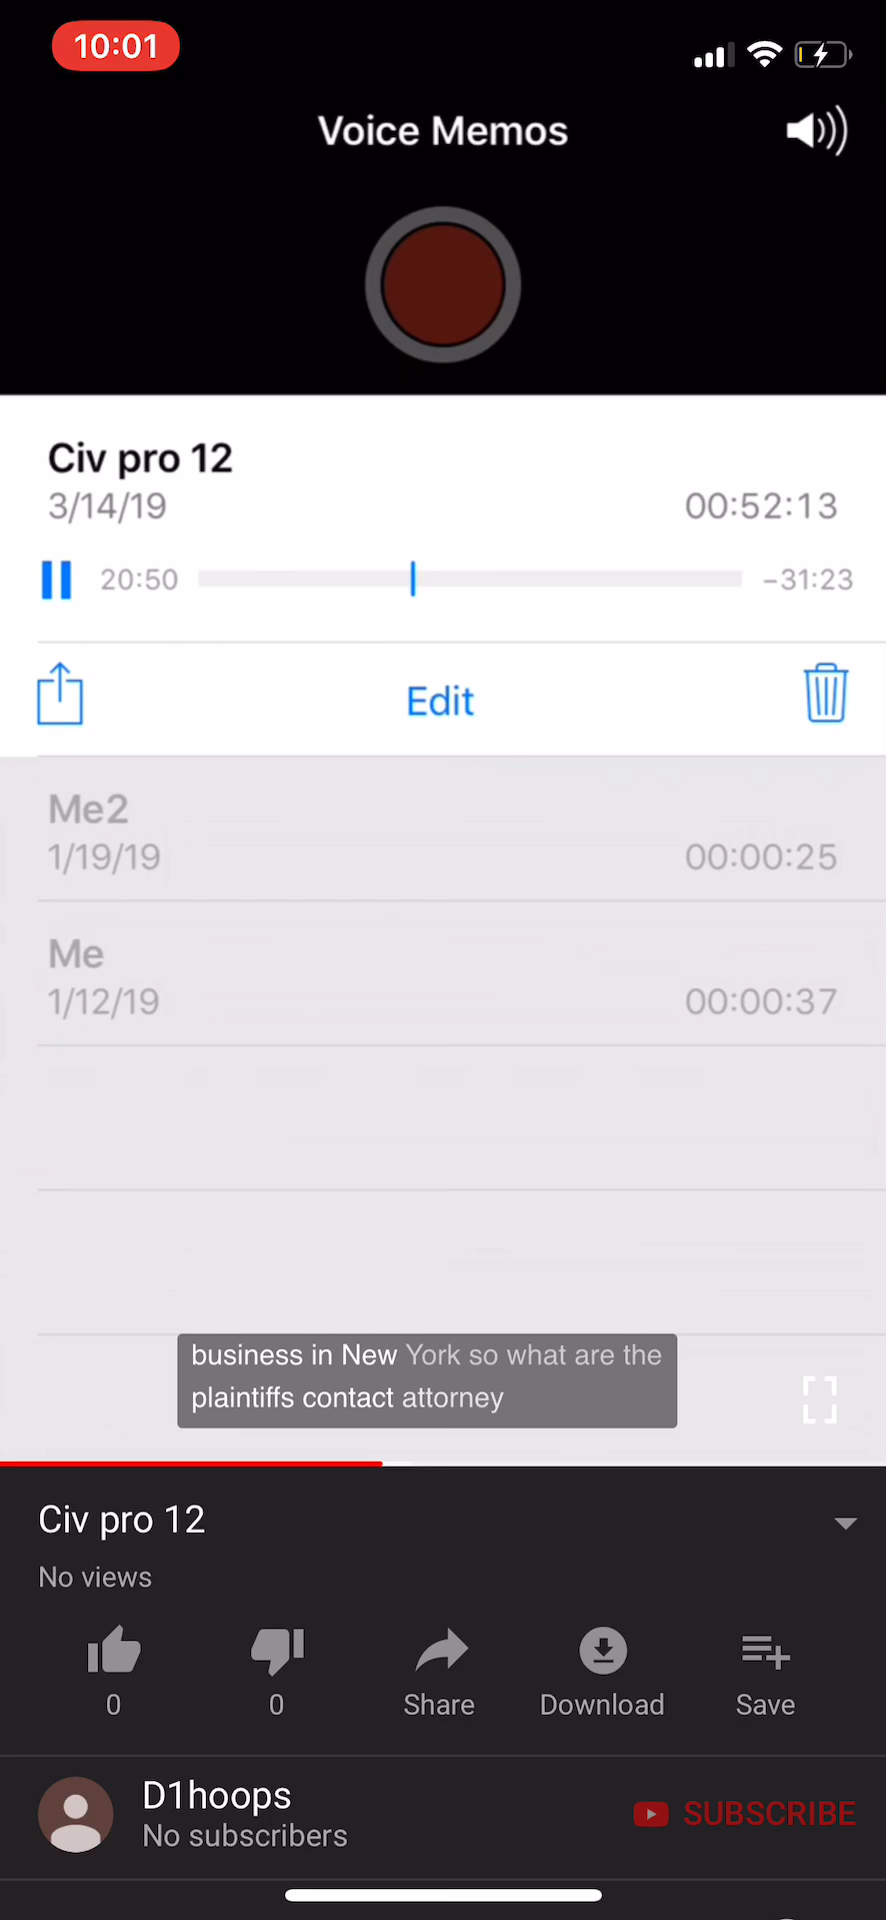 10:01
Voice Memos
Civ pro 12
3/14/19
00:52:13
20:50
-31:23
Edit
Me2
1/19/19
00:00:25
Me
1/12/19
00:00:37
business in New York so what are the
plaintiffs contact attorney
Civ pro 12
No views
0
0
Share
Download
Save
D1hoops
SUBSCRIBE
No subscribers